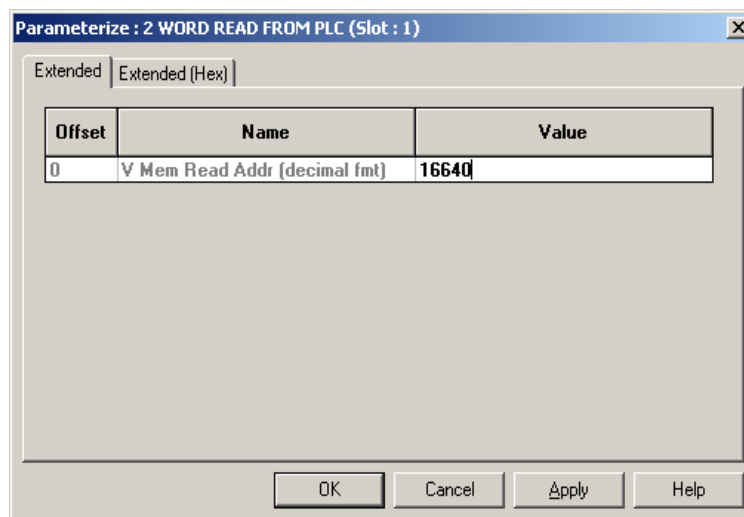 Parameterize : 2 WORD READ FROM PLC (Slot : 1)
Extended Extended (Hex)
Offset Name Value
0 V Mem Read Addr (decimal fmt) 16640
OK Cancel Apply Help